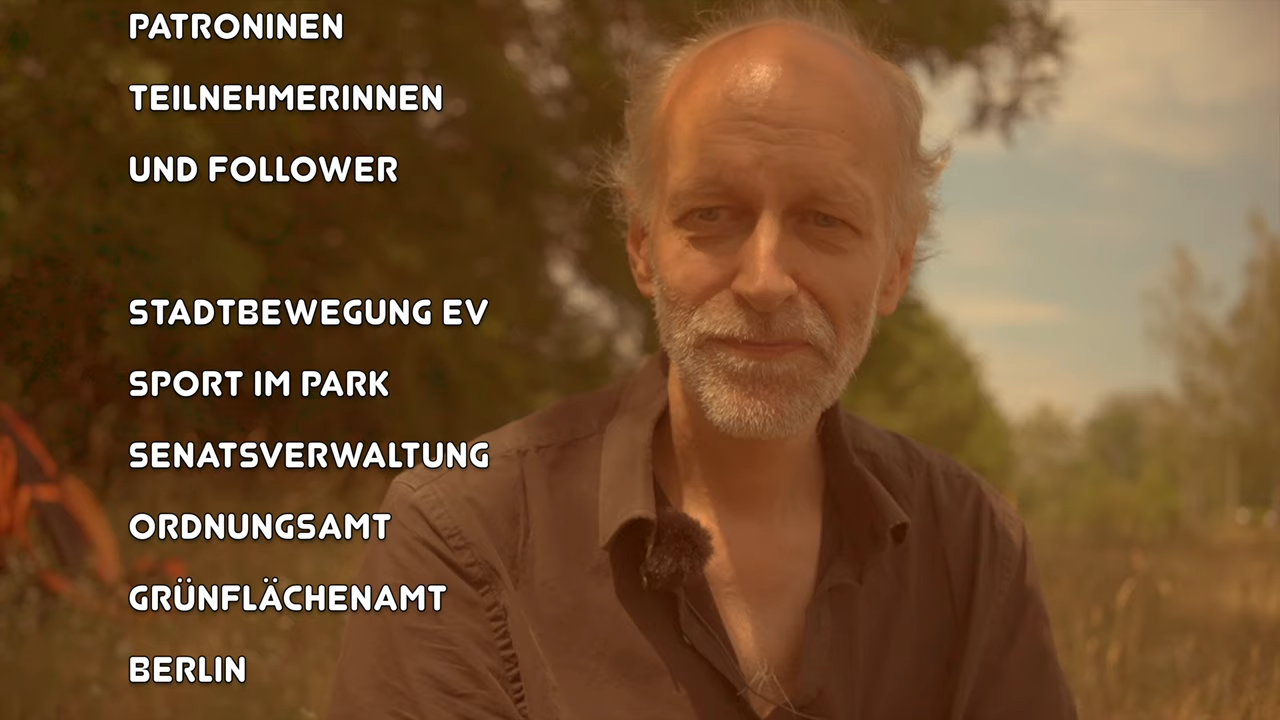 PATRONINEN
TEILNEHMERINNEN
UND FOLLOWER
STADTBEWEGUNG EV
SPORT IM PARK
SENATSVERWALTUNG
ORDNUNGSAMT
GRÜNFLÄCHENAMT
BERLIN